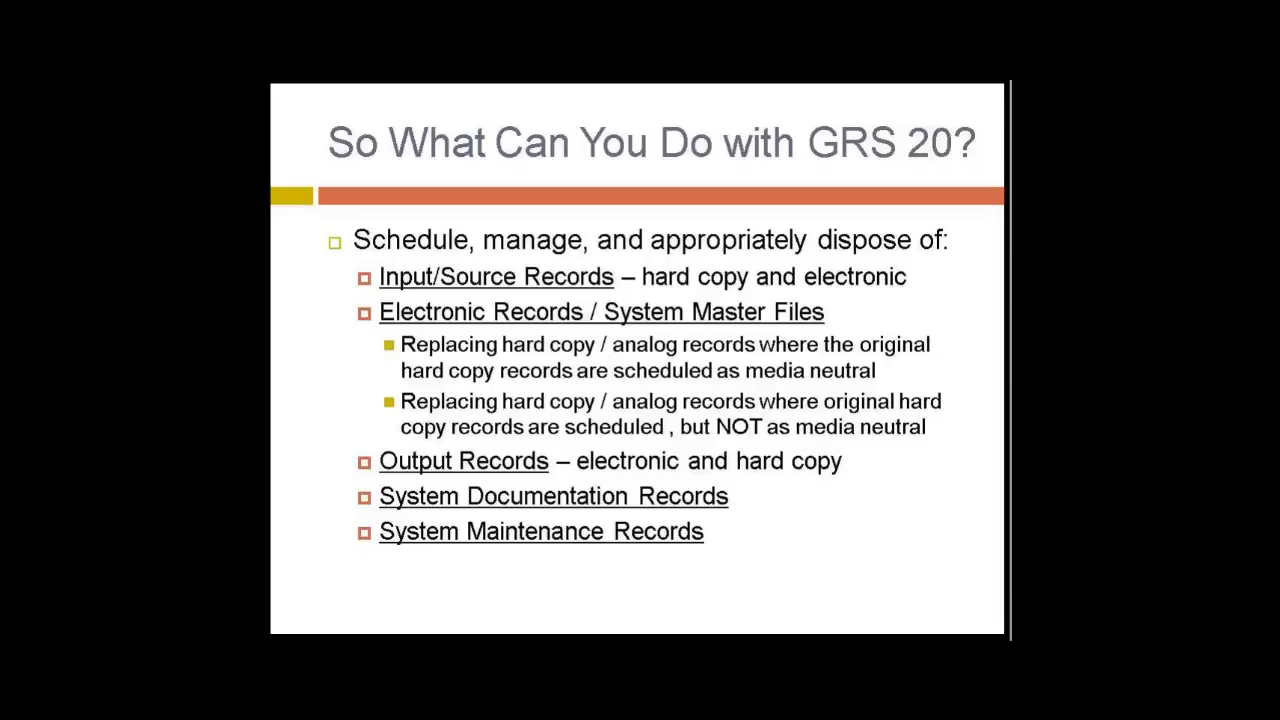 So What Can You Do with GRS 20?
Schedule, manage, and appropriately dispose of:
Input/Source Records – hard copy and electronic
Electronic Records / System Master Files
Replacing hard copy / analog records where the original
hard copy records are scheduled as media neutral
Replacing hard copy / analog records where original hard
copy records are scheduled , but NOT as media neutral
Output Records – electronic and hard copy
System Documentation Records
System Maintenance Records